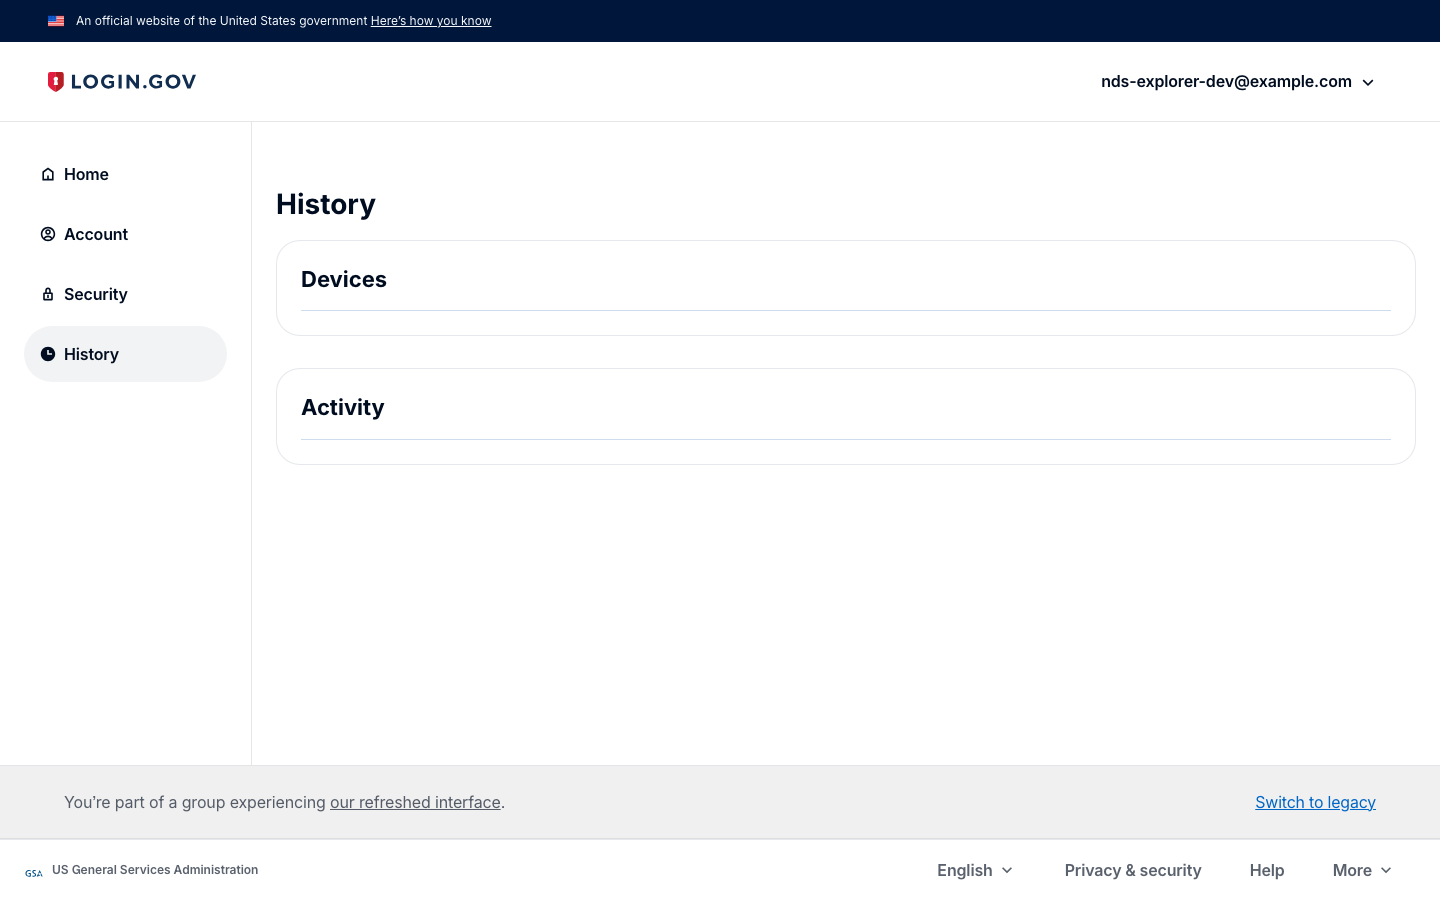 An official website of the United States government Here’s how you know
LOGIN.GOV
nds-explorer-dev@example.com
Home
Account
Security
History
History
Devices
Activity
You’re part of a group experiencing our refreshed interface.
Switch to legacy
GSA
US General Services Administration
English
Privacy & security
Help
More